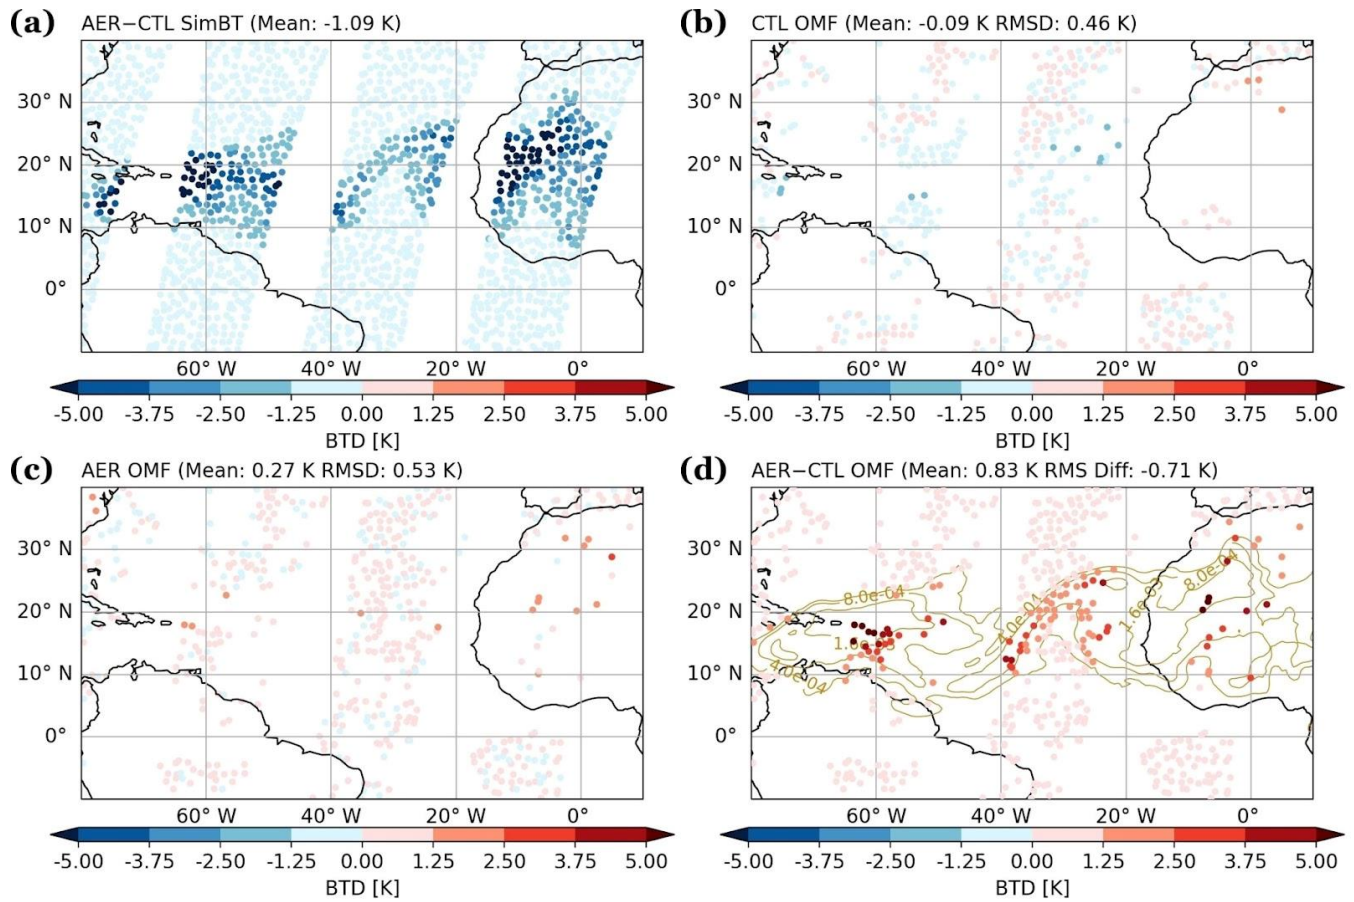 (a) AER−CTL SimBT (Mean: -1.09 K)
30° N
20° N
10° N
0°
60° W 40° W 20° W 0°
-5.00 -3.75 -2.50 -1.25 0.00 1.25 2.50 3.75 5.00
BTD [K]
(b) CTL OMF (Mean: -0.09 K RMSD: 0.46 K)
30° N
20° N
10° N
0°
60° W 40° W 20° W 0°
-5.00 -3.75 -2.50 -1.25 0.00 1.25 2.50 3.75 5.00
BTD [K]
(c) AER OMF (Mean: 0.27 K RMSD: 0.53 K)
30° N
20° N
10° N
0°
60° W 40° W 20° W 0°
-5.00 -3.75 -2.50 -1.25 0.00 1.25 2.50 3.75 5.00
BTD [K]
(d) AER−CTL OMF (Mean: 0.83 K RMS Diff: -0.71 K)
30° N
20° N
10° N
0°
8.0e-04
8.0e-04
1.6e-03
4.0e-04
4.0e-04
60° W 40° W 20° W 0°
-5.00 -3.75 -2.50 -1.25 0.00 1.25 2.50 3.75 5.00
BTD [K]